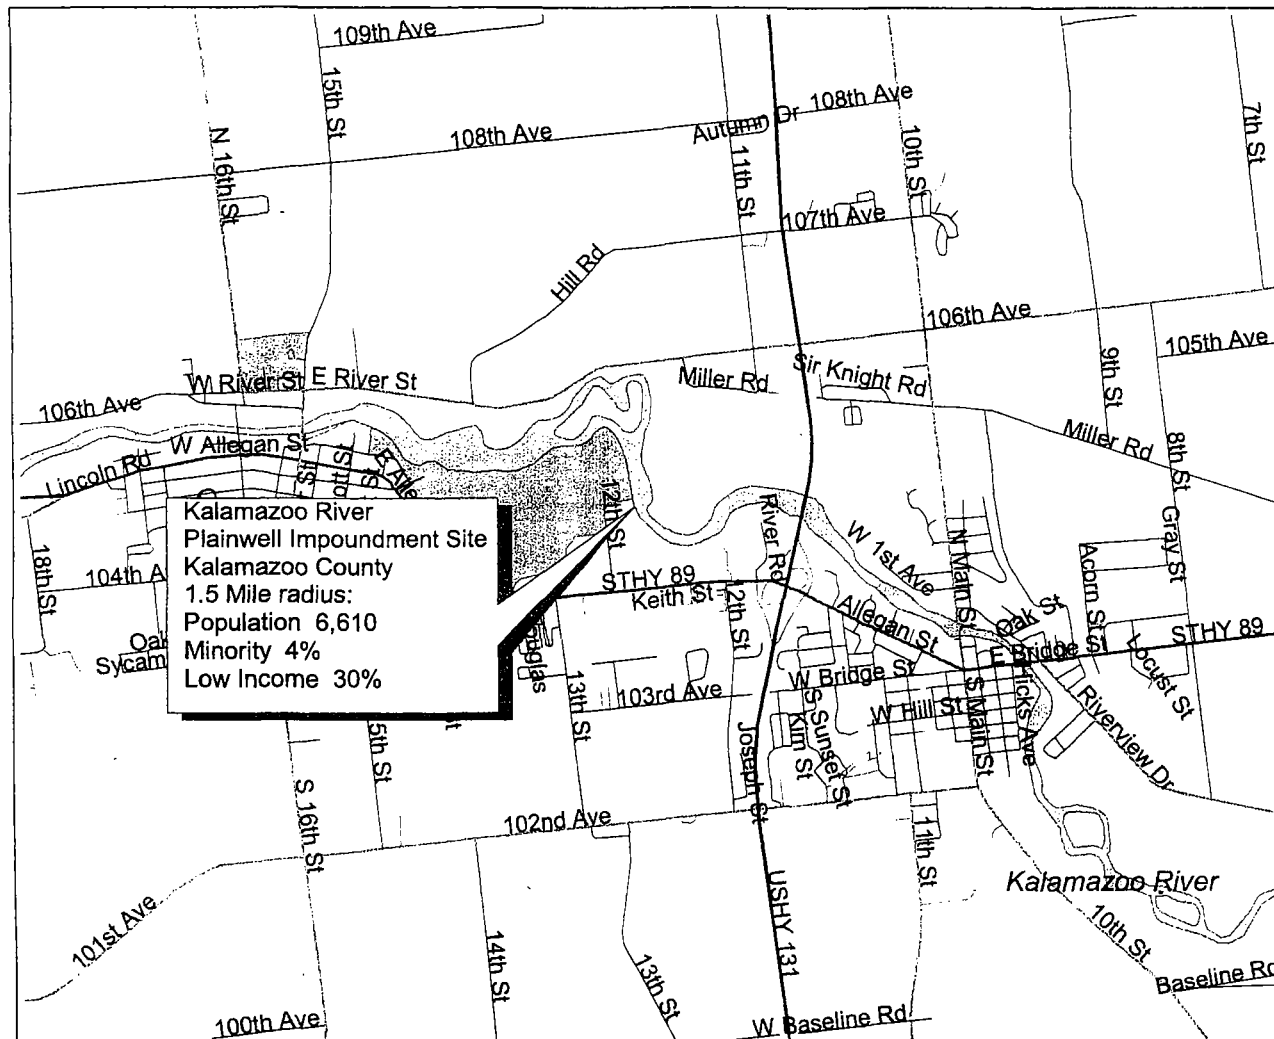 109th Ave
15th St
108th Ave
Autumn Dr
108th Ave
N 16th St
11th St
10th St
7th St
107th Ave
Hill Rd
106th Ave
105th Ave
9th St
W River St
E River St
Miller Rd
Sir Knight Rd
106th Ave
W Allegan St
Miller Rd
8th St
Lincoln Rd
E Alle
12th St
River Rd
W 1st Ave
N Main St
Gray St
Acorn St
Kalamazoo River
Plainwell Impoundment Site
Kalamazoo County
1.5 Mile radius:
Population 6,610
Minority 4%
Low Income 30%
18th St
104th A
STHY 89
Keith St
12th St
Allegan St
Oak St
E Bridge St
STHY 89
Locust St
Oak
Sycam
ouglas
13th St
103rd Ave
W Bridge St
W Hill St
S Main St
Hicks Ave
Riverview Dr
S Sunset St
Kim St
Joseph St
5th St
S 16th St
102nd Ave
11th St
Kalamazoo River
101st Ave
USHY 131
10th St
14th St
13th St
Baseline Rd
100th Ave
W Baseline Rd